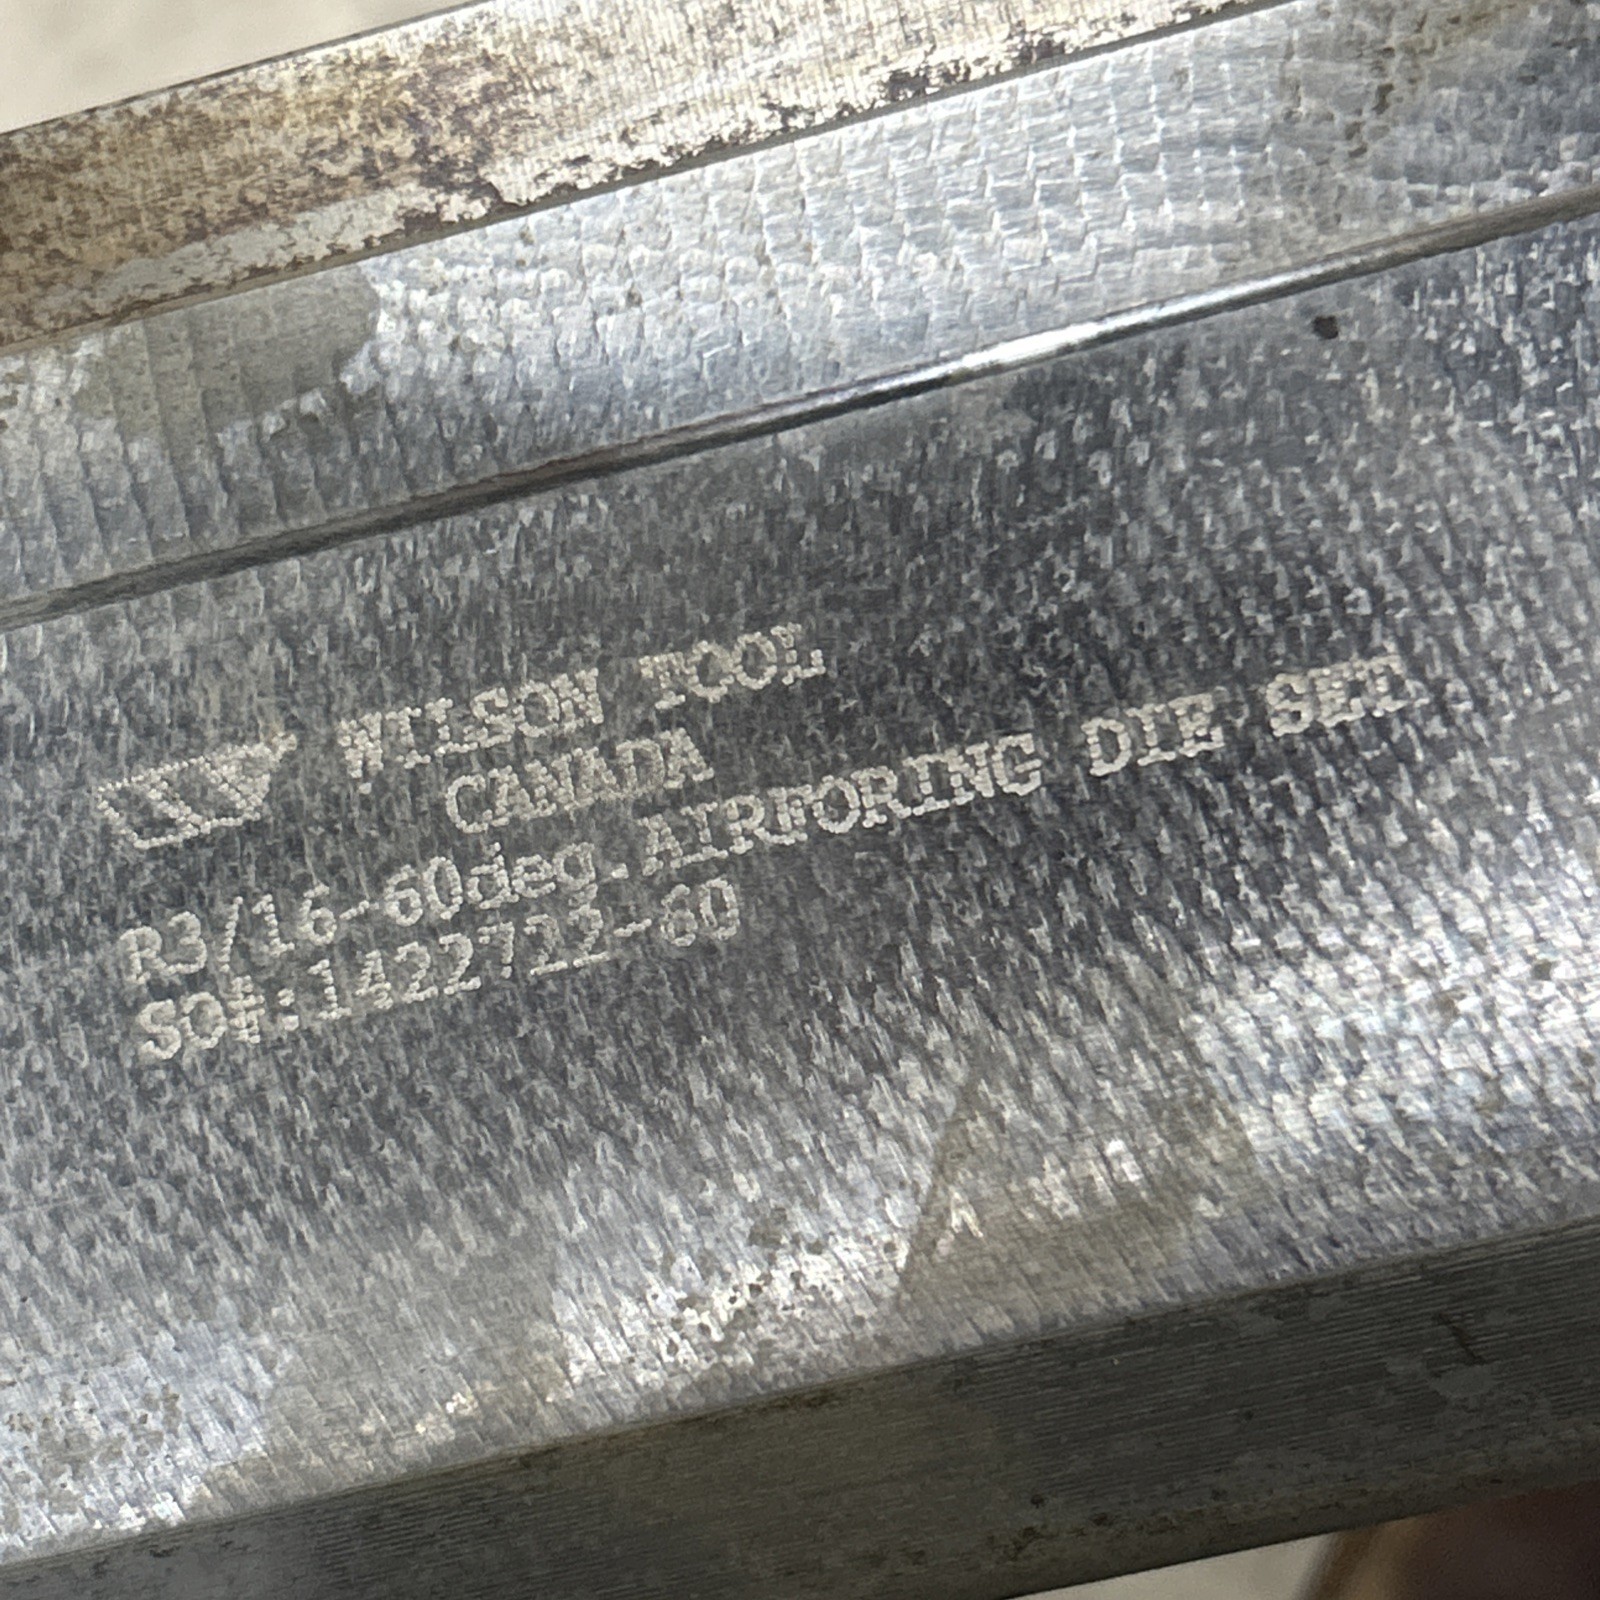 WILSON TOOL
CANADA
R3/16-60deg.AIRFORING DIE SET
SO#:1422722-60